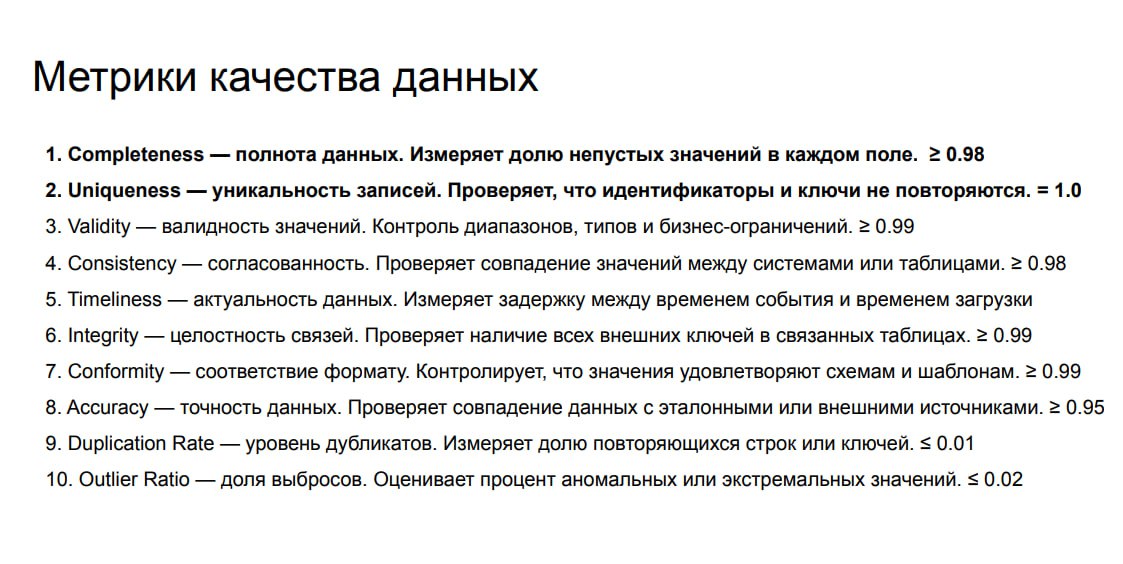 Метрики качества данных
1. Completeness — полнота данных. Измеряет долю непустых значений в каждом поле.  ≥ 0.98
2. Uniqueness — уникальность записей. Проверяет, что идентификаторы и ключи не повторяются. = 1.0
3. Validity — валидность значений. Контроль диапазонов, типов и бизнес-ограничений. ≥ 0.99
4. Consistency — согласованность. Проверяет совпадение значений между системами или таблицами. ≥ 0.98
5. Timeliness — актуальность данных. Измеряет задержку между временем события и временем загрузки
6. Integrity — целостность связей. Проверяет наличие всех внешних ключей в связанных таблицах. ≥ 0.99
7. Conformity — соответствие формату. Контролирует, что значения удовлетворяют схемам и шаблонам. ≥ 0.99
8. Accuracy — точность данных. Проверяет совпадение данных с эталонными или внешними источниками. ≥ 0.95
9. Duplication Rate — уровень дубликатов. Измеряет долю повторяющихся строк или ключей. ≤ 0.01
10. Outlier Ratio — доля выбросов. Оценивает процент аномальных или экстремальных значений. ≤ 0.02